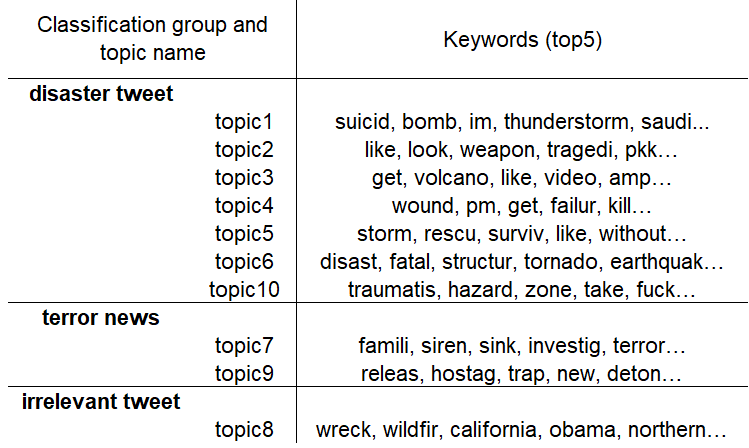 Classification group and
topic name
Keywords (top5)
disaster tweet
topic1 suicid, bomb, im, thunderstorm, saudi...
topic2 like, look, weapon, tragedi, pkk…
topic3 get, volcano, like, video, amp…
topic4 wound, pm, get, failur, kill…
topic5 storm, rescu, surviv, like, without…
topic6 disast, fatal, structur, tornado, earthquak…
topic10 traumatis, hazard, zone, take, fuck…
terror news
topic7 famili, siren, sink, investig, terror…
topic9 releas, hostag, trap, new, deton…
irrelevant tweet
topic8 wreck, wildfir, california, obama, northern…